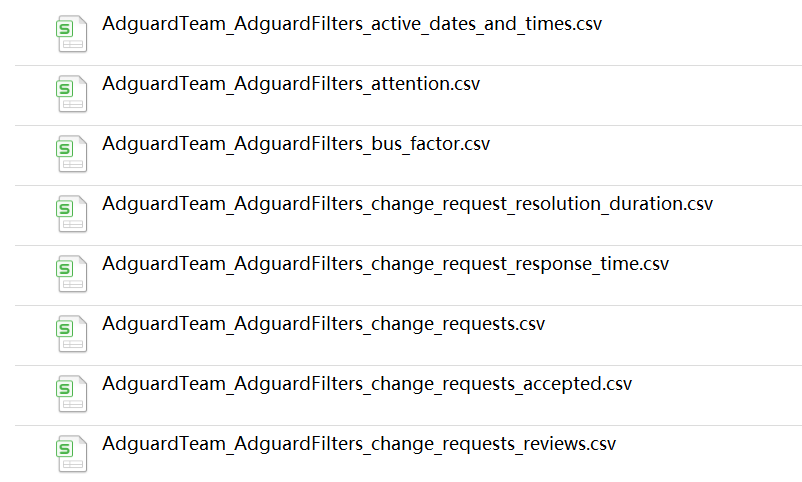 AdguardTeam_AdguardFilters_active_dates_and_times.csv
AdguardTeam_AdguardFilters_attention.csv
AdguardTeam_AdguardFilters_bus_factor.csv
AdguardTeam_AdguardFilters_change_request_resolution_duration.csv
AdguardTeam_AdguardFilters_change_request_response_time.csv
AdguardTeam_AdguardFilters_change_requests.csv
AdguardTeam_AdguardFilters_change_requests_accepted.csv
AdguardTeam_AdguardFilters_change_requests_reviews.csv